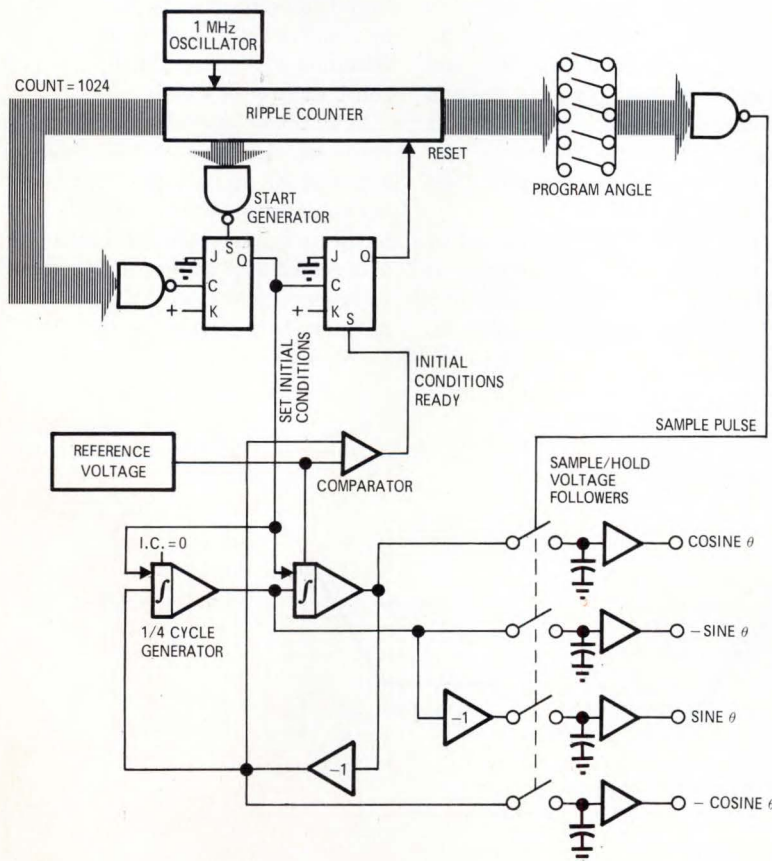 1 MHz
OSCILLATOR
COUNT = 1024
RIPPLE COUNTER
RESET
PROGRAM ANGLE
START
GENERATOR
S
J
Q
C
K
+
J
Q
C
K
S
+
SET INITIAL
CONDITIONS
INITIAL
CONDITIONS
READY
SAMPLE PULSE
REFERENCE
VOLTAGE
COMPARATOR
SAMPLE/HOLD
VOLTAGE
FOLLOWERS
I.C. = 0
∫
∫
1/4 CYCLE
GENERATOR
COSINE θ
– SINE θ
–1
SINE θ
–1
– COSINE θ